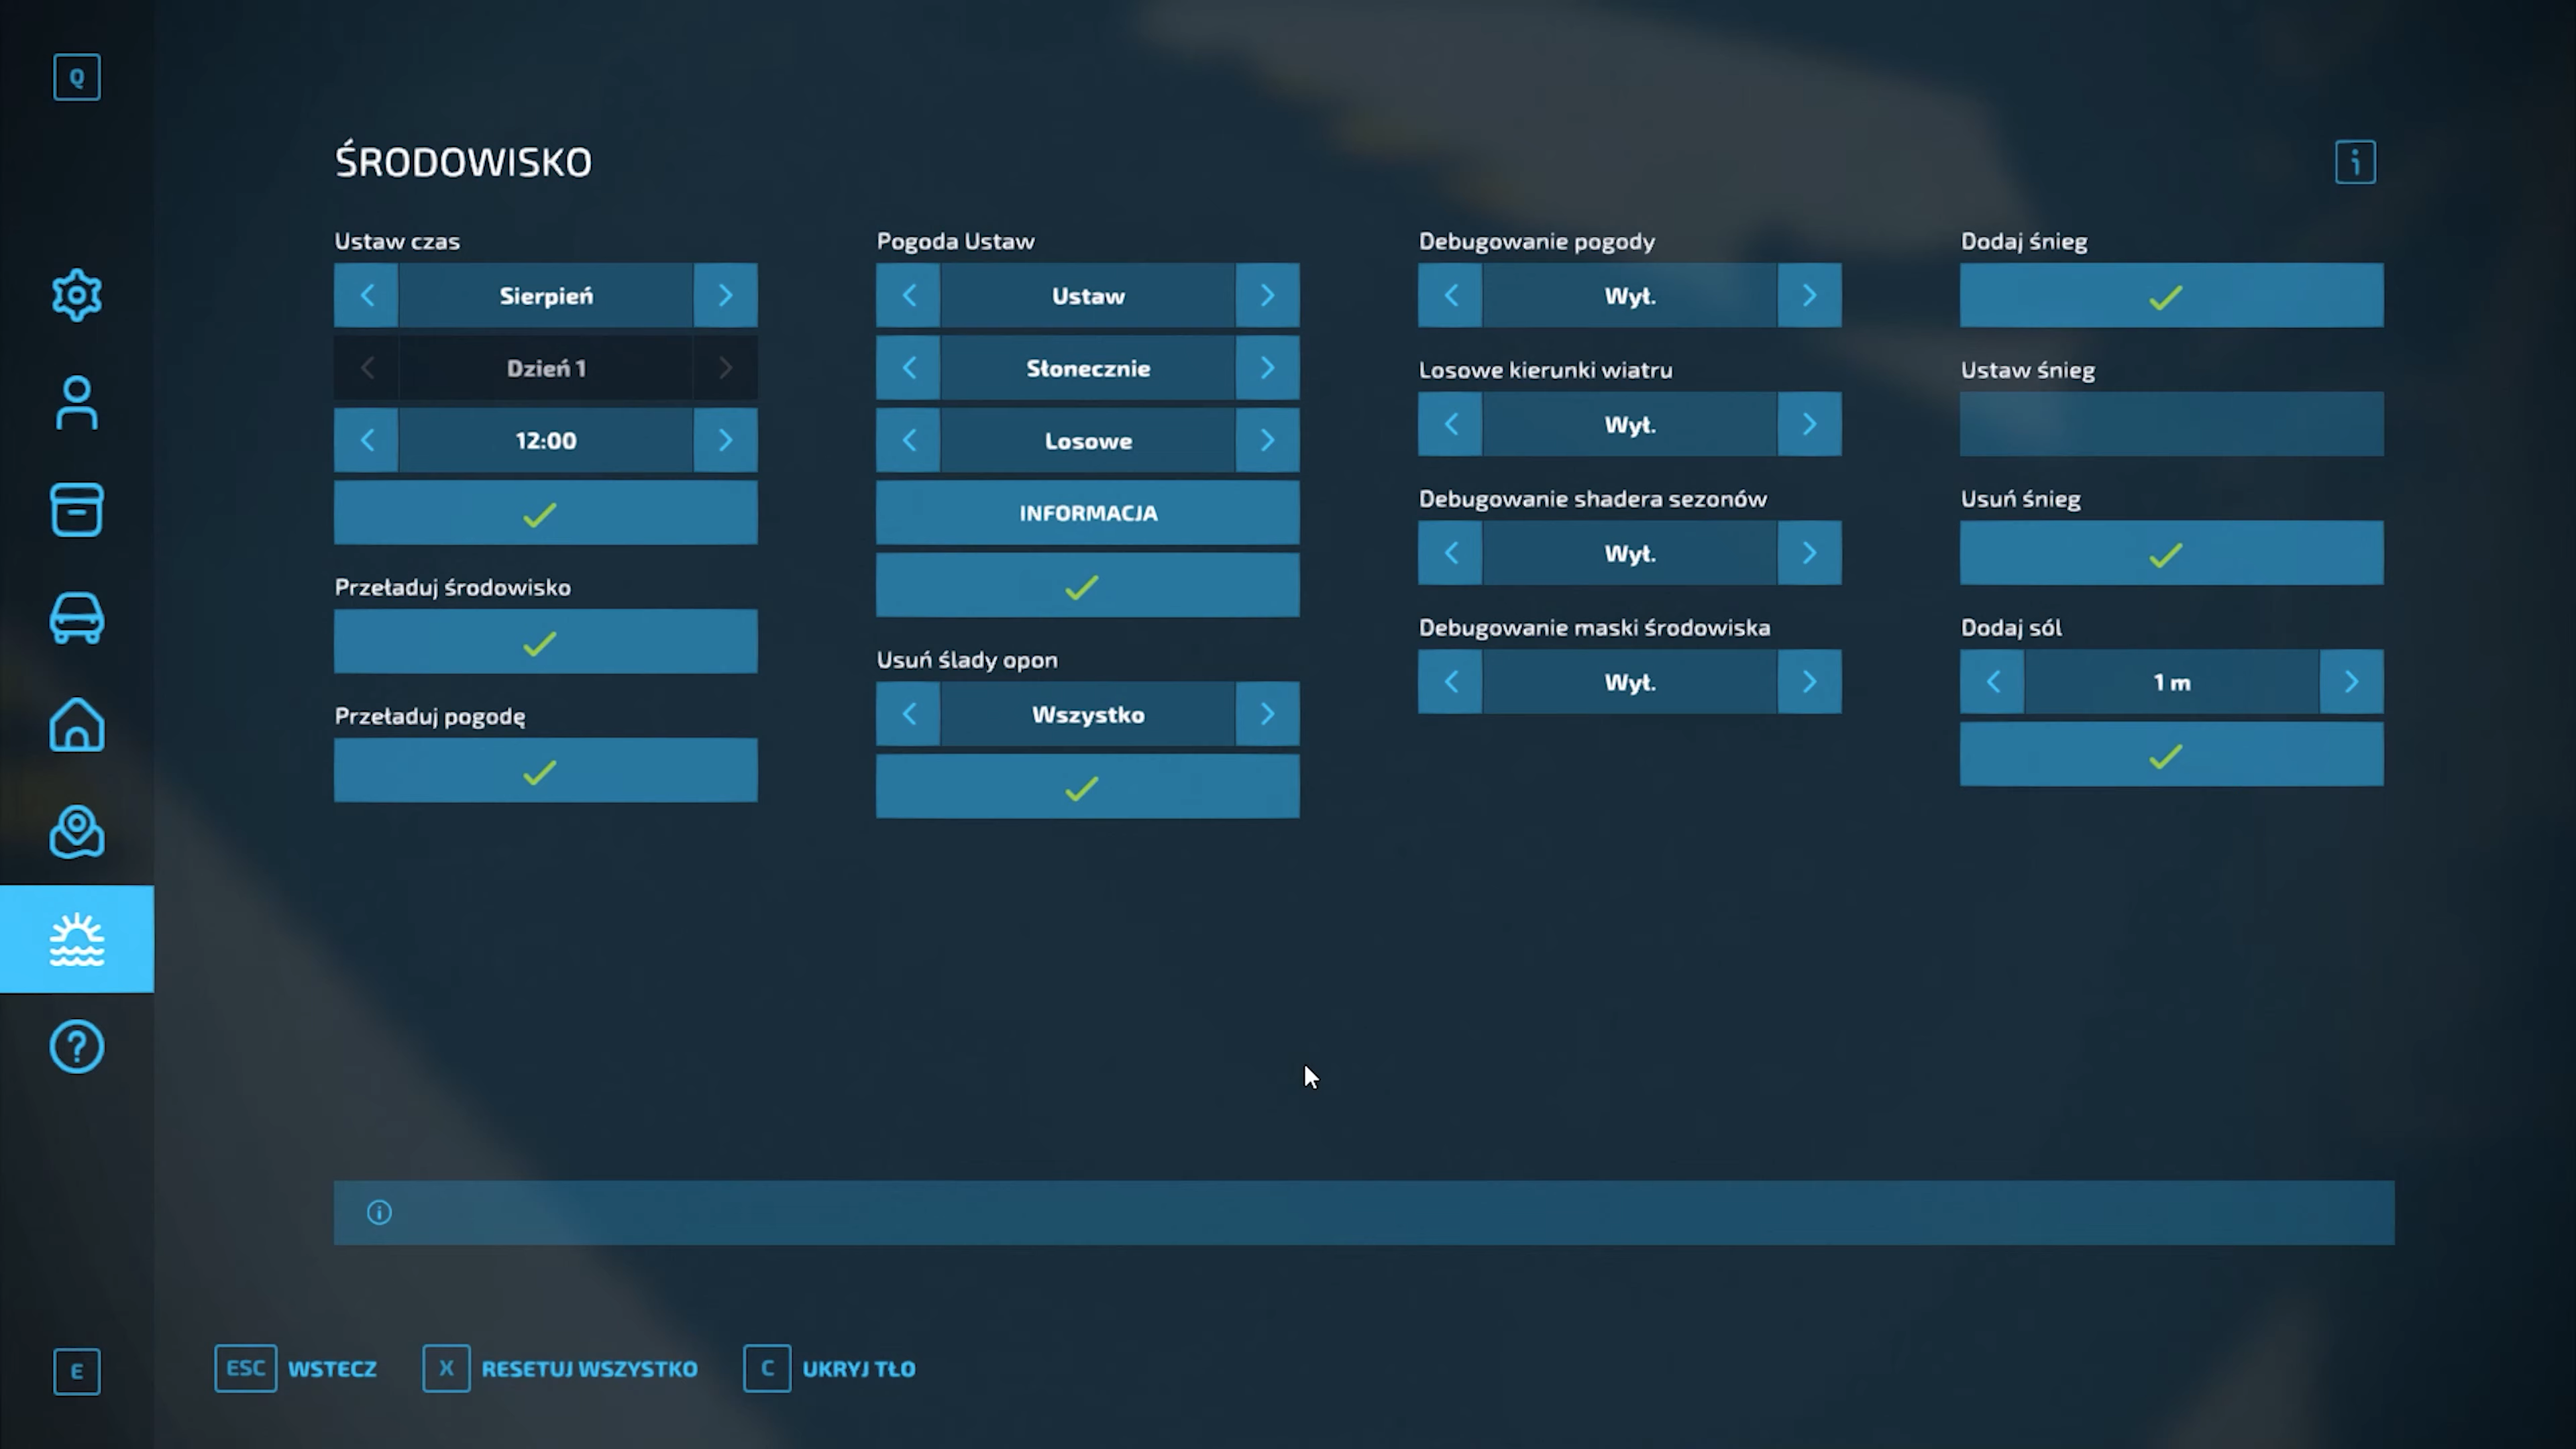 Q
ŚRODOWISKO
Ustaw czas
Sierpień
Dzień 1
12:00
Przeładuj środowisko
Przeładuj pogodę
Pogoda Ustaw
Ustaw
Słonecznie
Losowe
INFORMACJA
Usuń ślady opon
Wszystko
Debugowanie pogody
Wył.
Losowe kierunki wiatru
Wył.
Debugowanie shadera sezonów
Wył.
Debugowanie maski środowiska
Wył.
Dodaj śnieg
Ustaw śnieg
Usuń śnieg
Dodaj sól
1 m
E
ESC WSTECZ X RESETUJ WSZYSTKO C UKRYJ TŁO